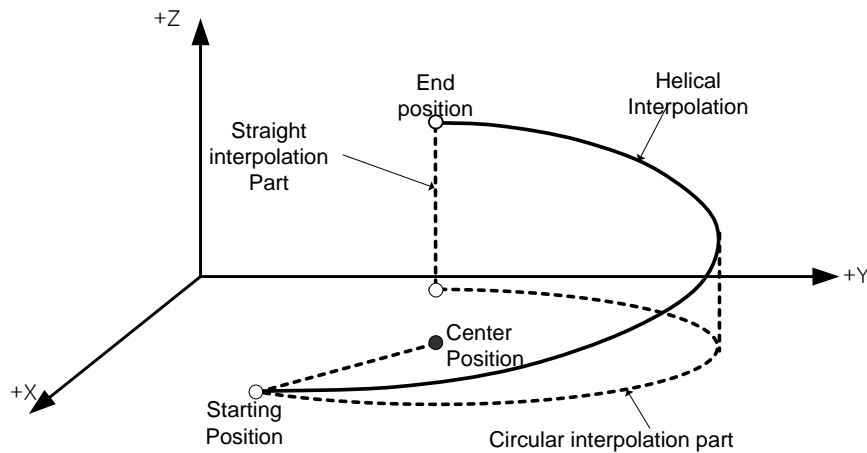 +Z
End
position
Helical
Interpolation
Straight
interpolation
Part
+Y
Center
Position
+X
Starting
Position
Circular interpolation part